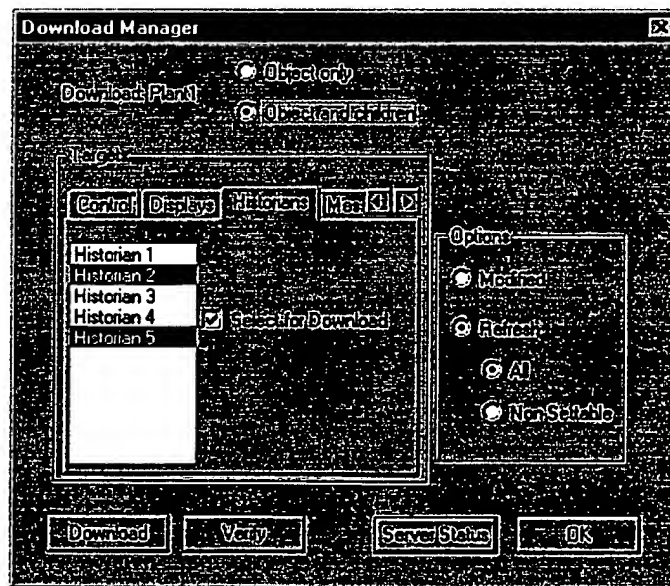 Download Manager
Object only
Download: Plant1
Object and children
Target
Control Displays Historians
Historian 1
Historian 2
Historian 3
Historian 4
Historian 5
Select for Download
Options
Modified
Refresh
All
Non Settable
Download Verify Server Status OK